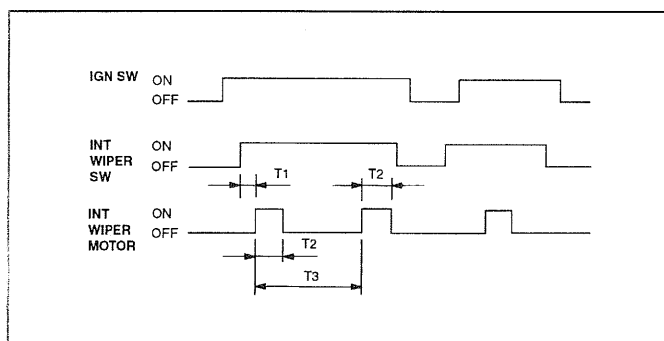 IGN SW ON
OFF
INT ON
WIPER OFF
SW
T1 T2
INT ON
WIPER OFF
MOTOR
T2
T3